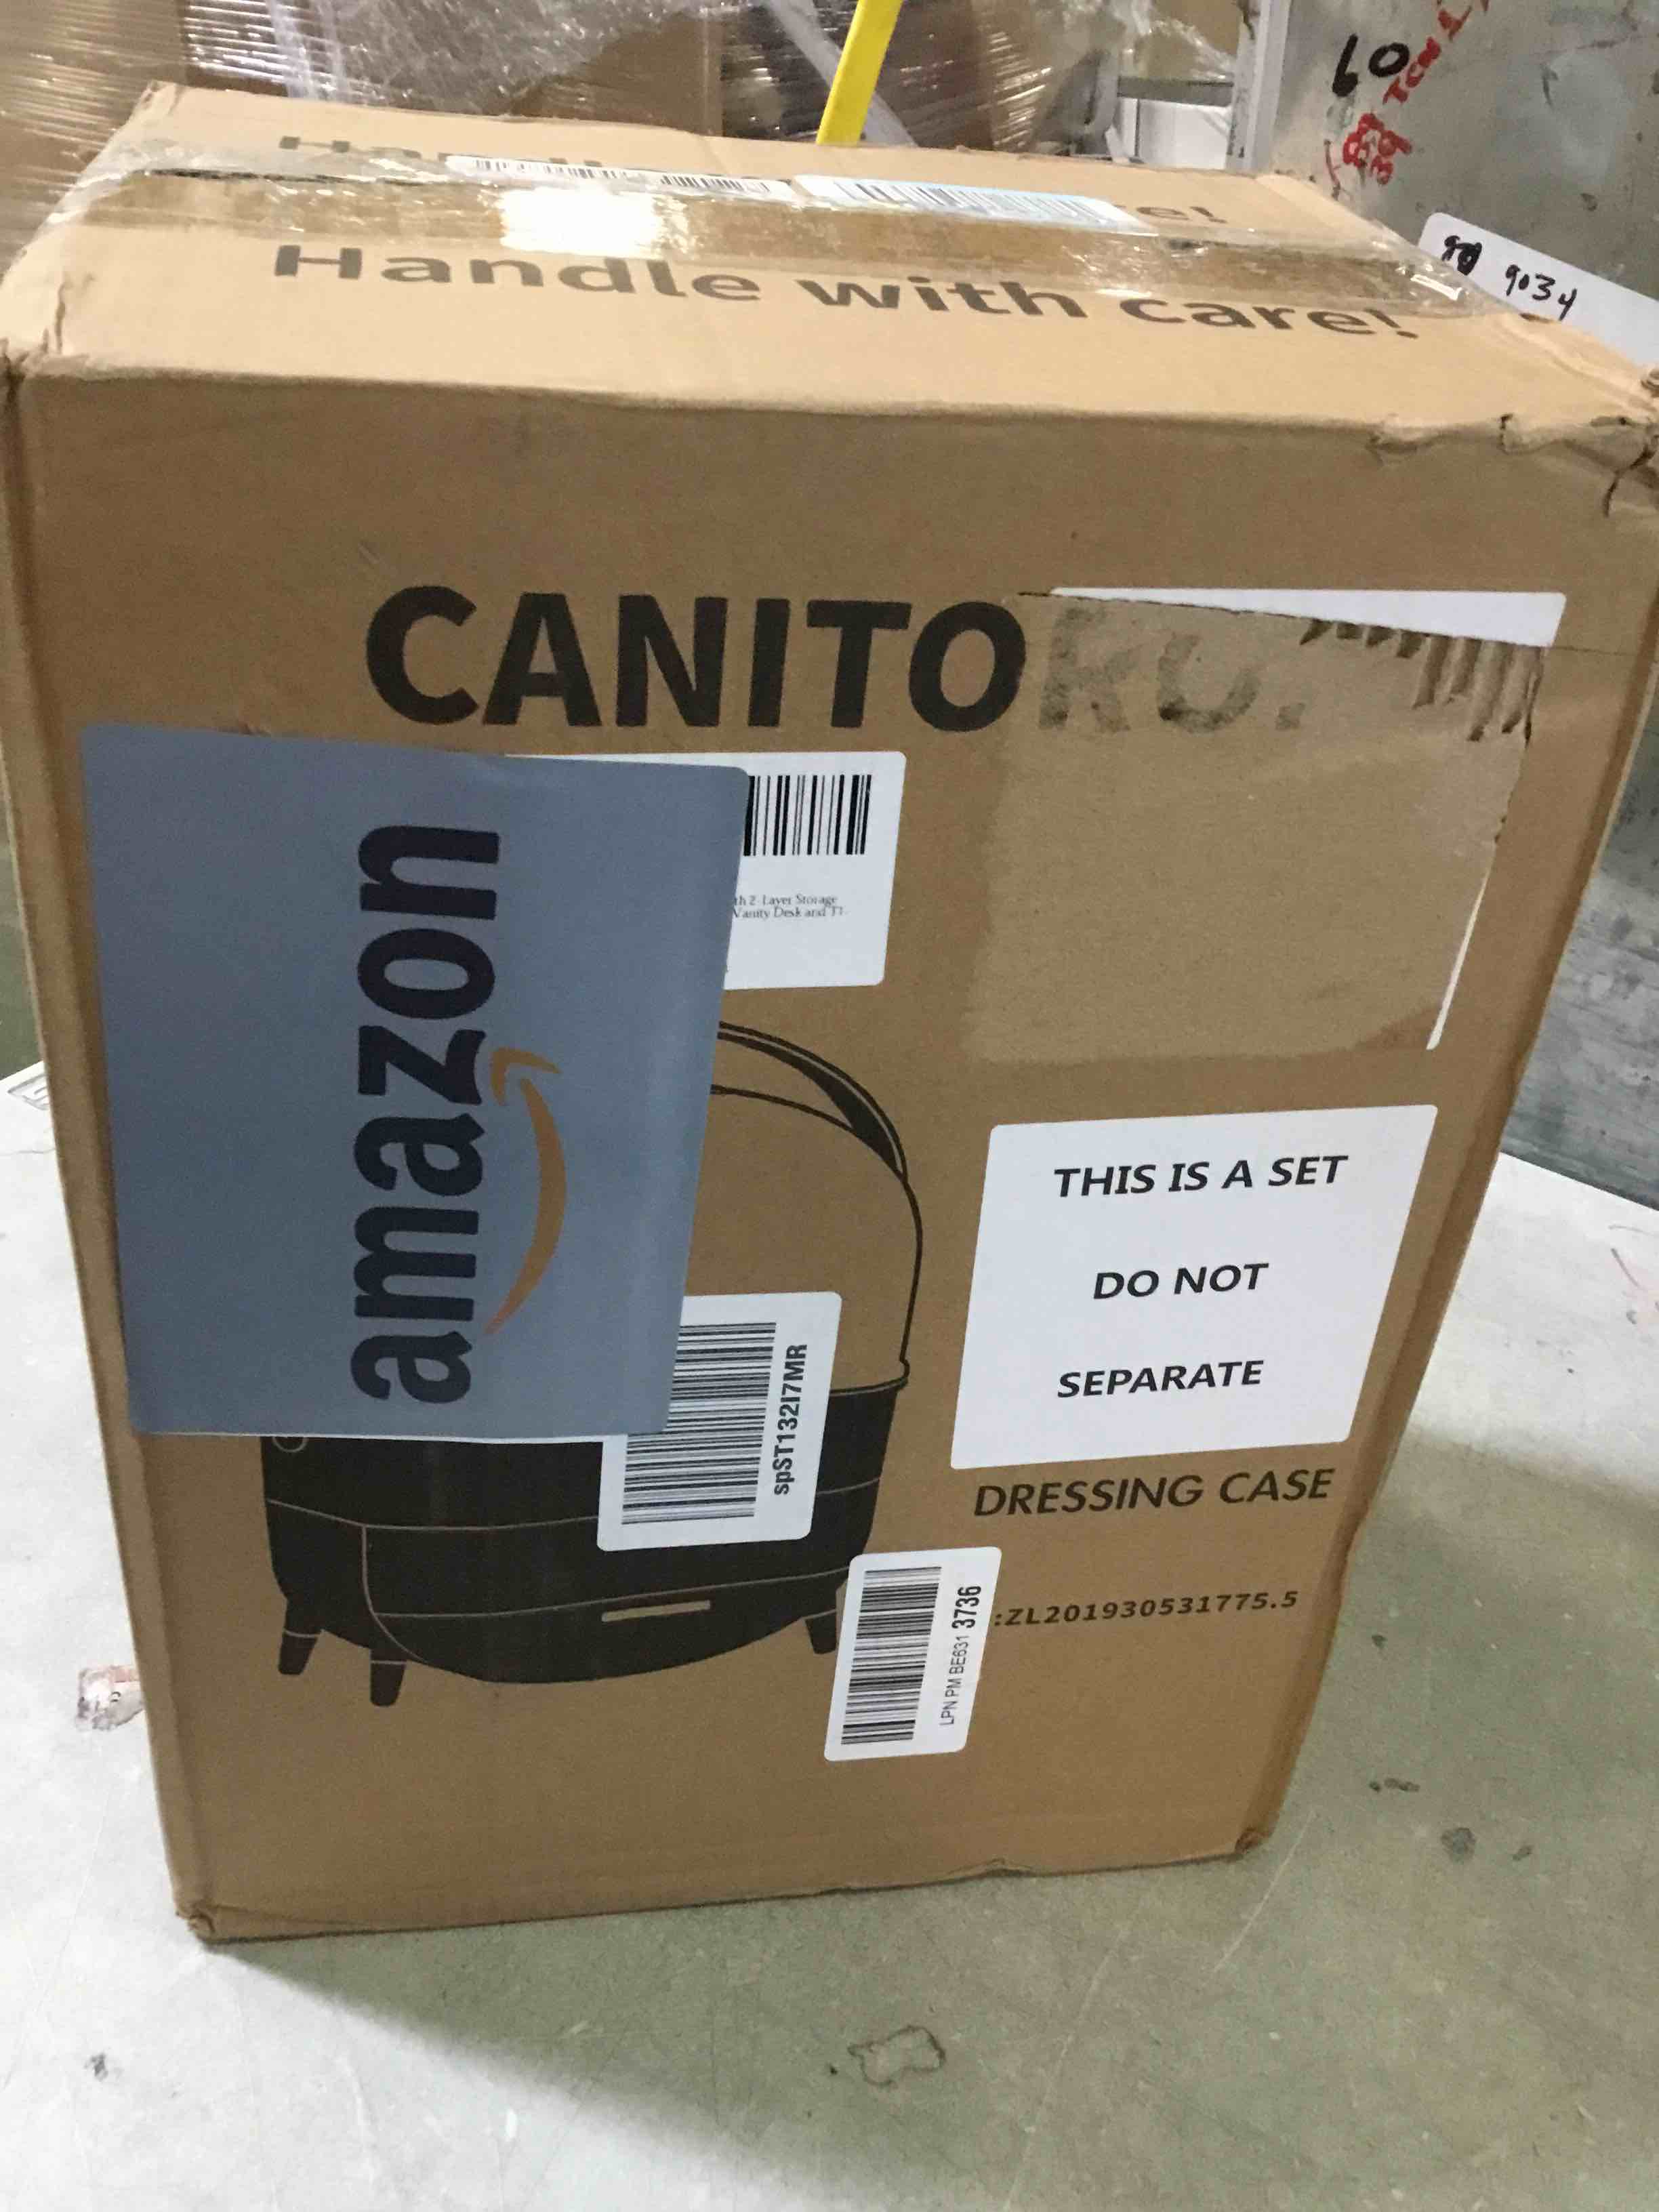 60
9034
Handle with care!
CANITO
th 2 Layer Storage
Vanity Desk and
amazon
THIS IS A SET
DO NOT
SEPARATE
spST132I7MR
DRESSING CASE
:ZL201930531775.5
LPN PM BE631 3736